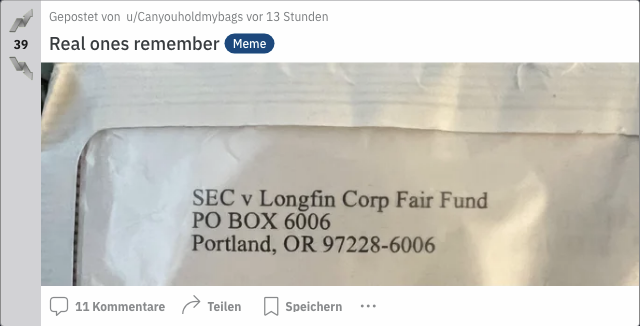 Gepostet von u/Canyouholdmybags vor 13 Stunden
39
Real ones remember Meme
SEC v Longfin Corp Fair Fund
PO BOX 6006
Portland, OR 97228-6006
11 Kommentare Teilen Speichern